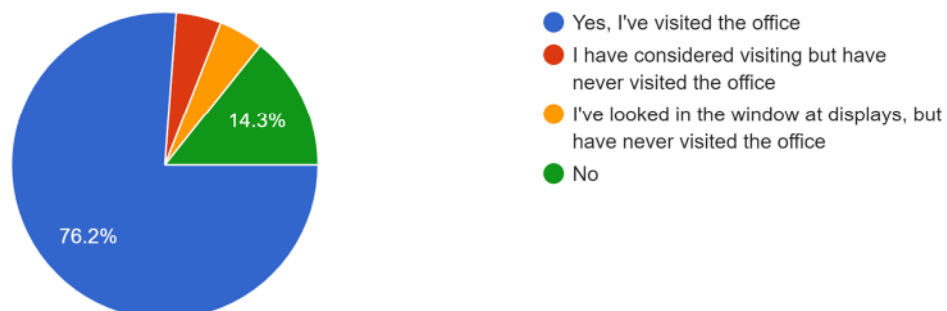 Yes, I've visited the office
I have considered visiting but have
never visited the office
I've looked in the window at displays, but
have never visited the office
No
14.3%
76.2%